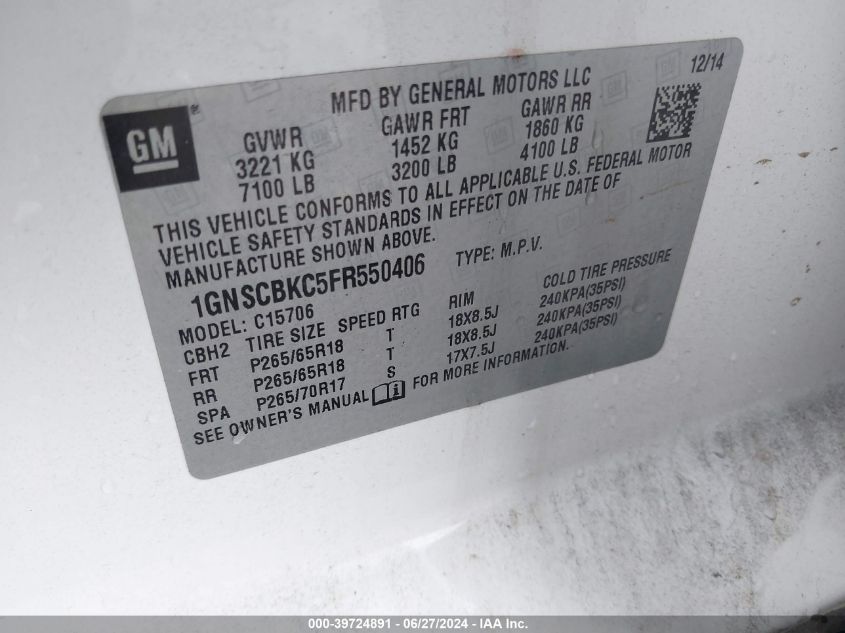 GM ®
MFD BY GENERAL MOTORS LLC 12/14
GVWR GAWR FRT GAWR RR
3221 KG 1452 KG 1860 KG
7100 LB 3200 LB 4100 LB
THIS VEHICLE CONFORMS TO ALL APPLICABLE U.S. FEDERAL MOTOR
VEHICLE SAFETY STANDARDS IN EFFECT ON THE DATE OF
MANUFACTURE SHOWN ABOVE.
1GNSCBKC5FR550406 TYPE: M.P.V.
MODEL: C15706
CBH2 TIRE SIZE SPEED RTG RIM COLD TIRE PRESSURE
FRT P265/65R18 T 18X8.5J 240KPA(35PSI)
RR P265/65R18 T 18X8.5J 240KPA(35PSI)
SPA P265/70R17 S 17X7.5J 240KPA(35PSI)
SEE OWNER'S MANUAL i FOR MORE INFORMATION.
000-39724891 - 06/27/2024 - IAA Inc.